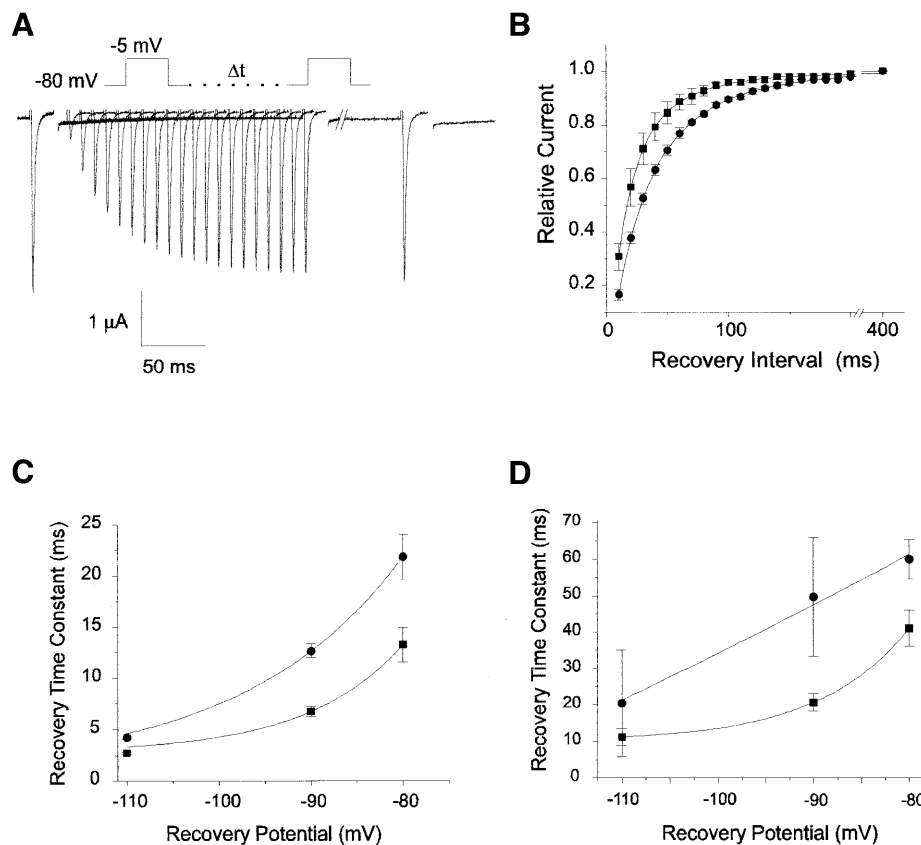 A
-5 mV
-80 mV
Δt
1 μA
50 ms
B
1.0
0.8
0.6
0.4
0.2
0
100
400
Relative Current
Recovery Interval (ms)
C
25
20
15
10
5
0
-110
-100
-90
-80
Recovery Time Constant (ms)
Recovery Potential (mV)
D
70
60
50
40
30
20
10
0
-110
-100
-90
-80
Recovery Time Constant (ms)
Recovery Potential (mV)